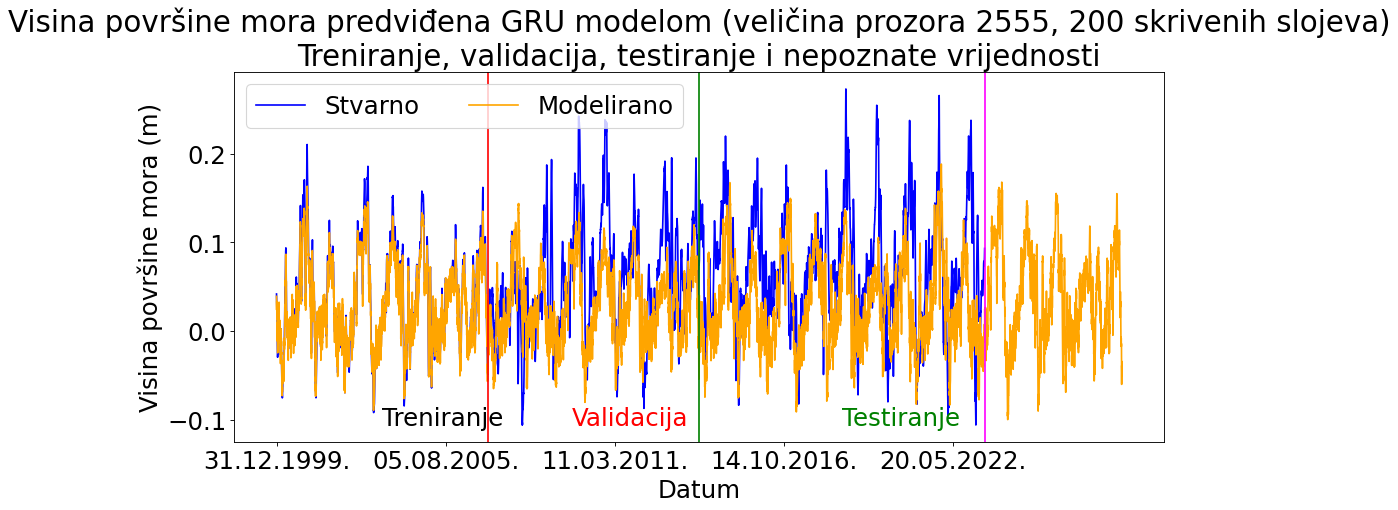 Visina površine mora predviđena GRU modelom (veličina prozora 2555, 200 skrivenih slojeva)
Treniranje, validacija, testiranje i nepoznate vrijednosti
Stvarno
Modelirano
Visina površine mora (m)
0.2
0.1
0.0
−0.1
Treniranje
Validacija
Testiranje
31.12.1999.
05.08.2005.
11.03.2011.
14.10.2016.
20.05.2022.
Datum